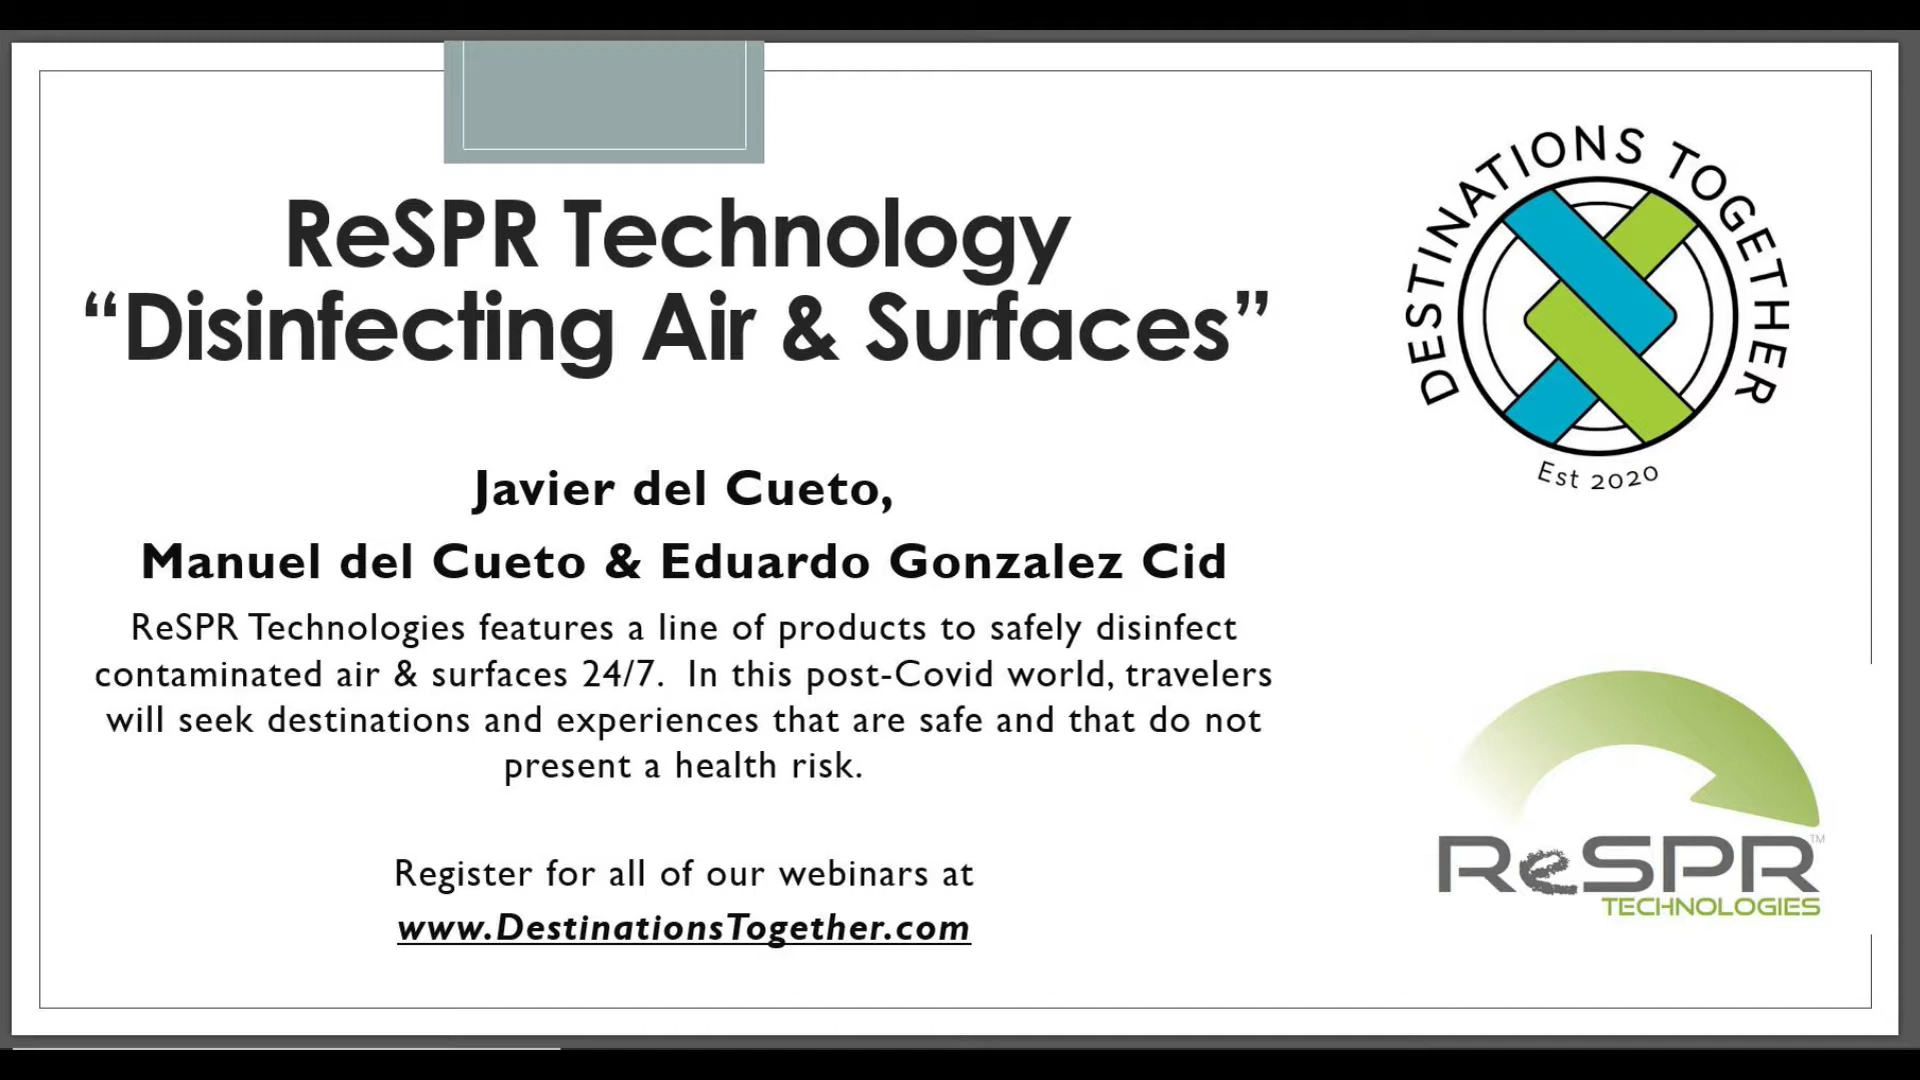 ReSPR Technology
“Disinfecting Air & Surfaces”
Javier del Cueto,
Manuel del Cueto & Eduardo Gonzalez Cid
ReSPR Technologies features a line of products to safely disinfect
contaminated air & surfaces 24/7. In this post-Covid world, travelers
will seek destinations and experiences that are safe and that do not
present a health risk.
Register for all of our webinars at
www.DestinationsTogether.com
DESTINATIONS TOGETHER
Est 2020
ReSPR™
TECHNOLOGIES